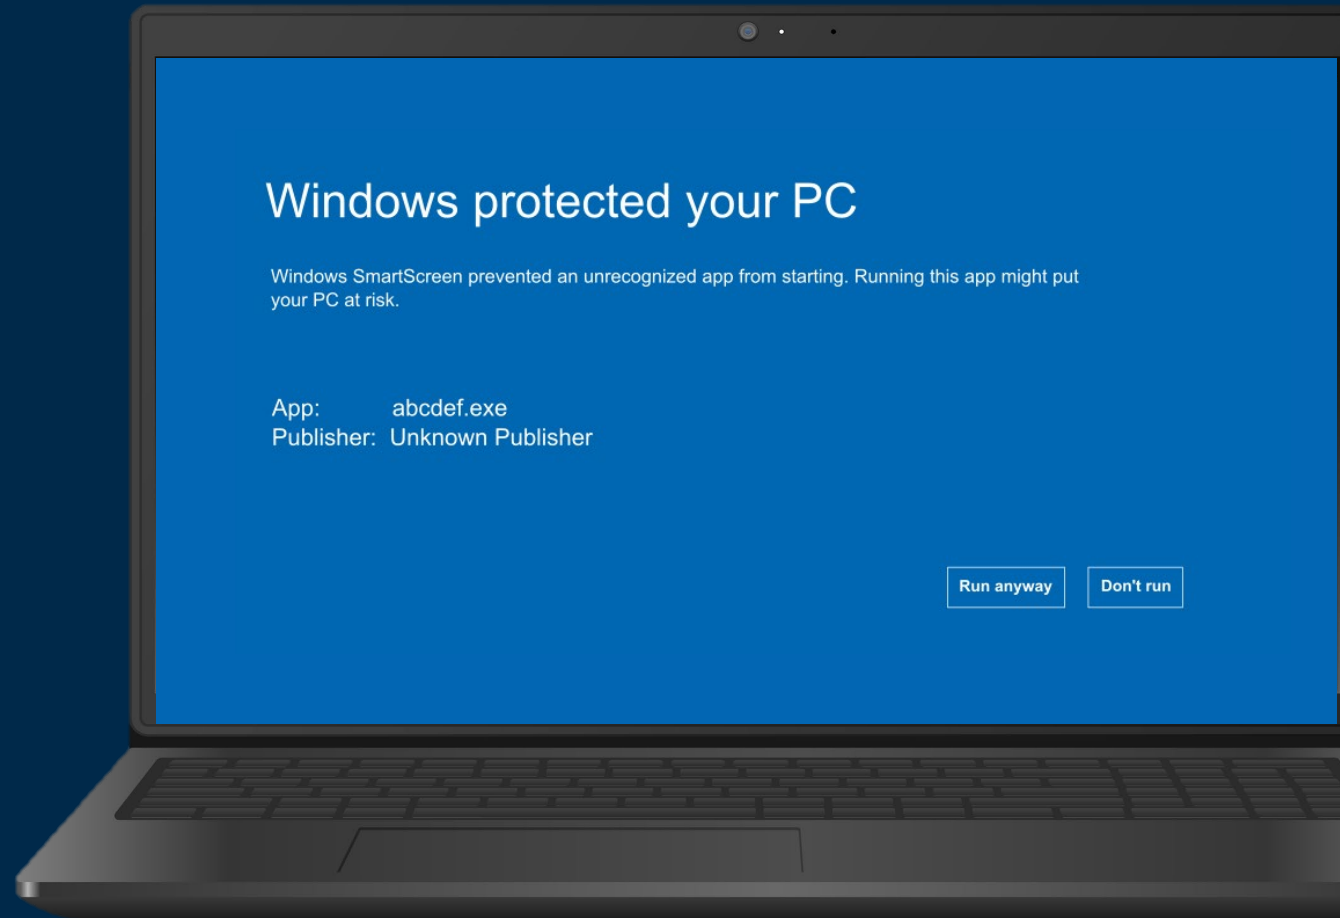 Windows protected your PC
Windows SmartScreen prevented an unrecognized app from starting. Running this app might put
your PC at risk.
App: abcdef.exe
Publisher: Unknown Publisher
Run anyway Don't run